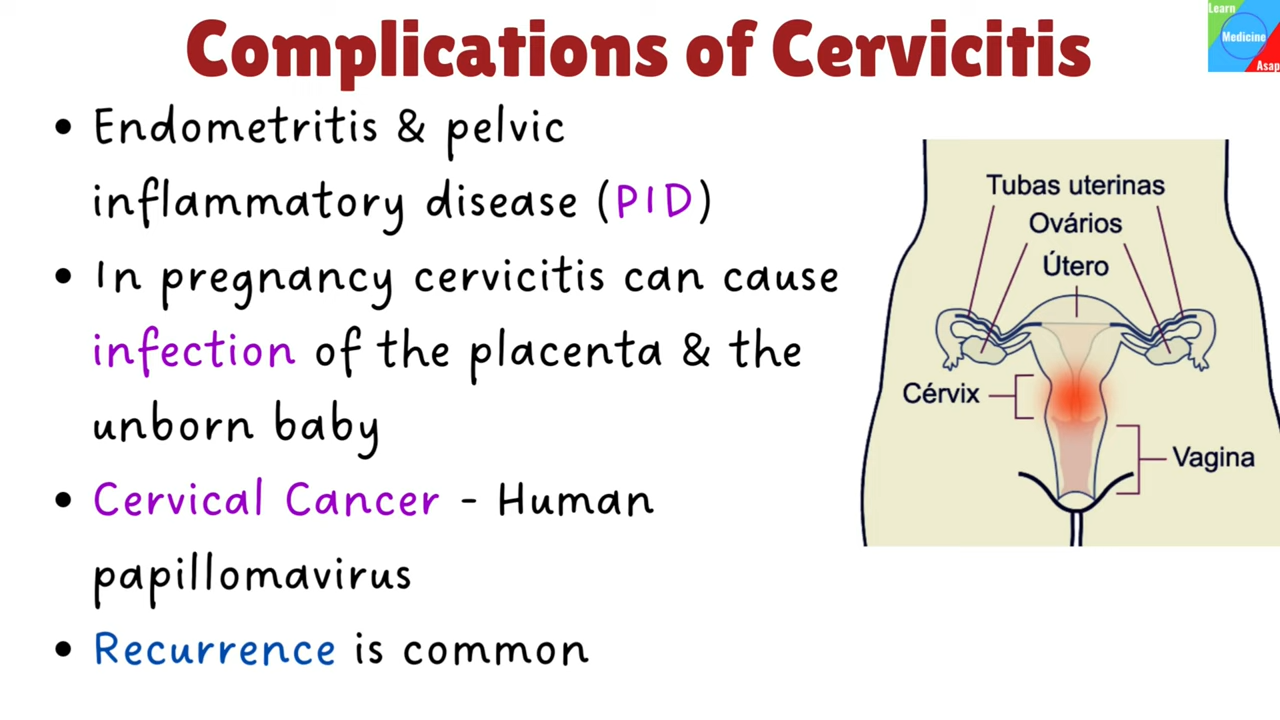 Complications of Cervicitis
Learn
Medicine
Asap
• Endometritis & pelvic
inflammatory disease (PID)
• In pregnancy cervicitis can cause
infection of the placenta & the
unborn baby
• Cervical Cancer - Human
papillomavirus
• Recurrence is common
Tubas uterinas
Ovários
Útero
Cérvix
Vagina